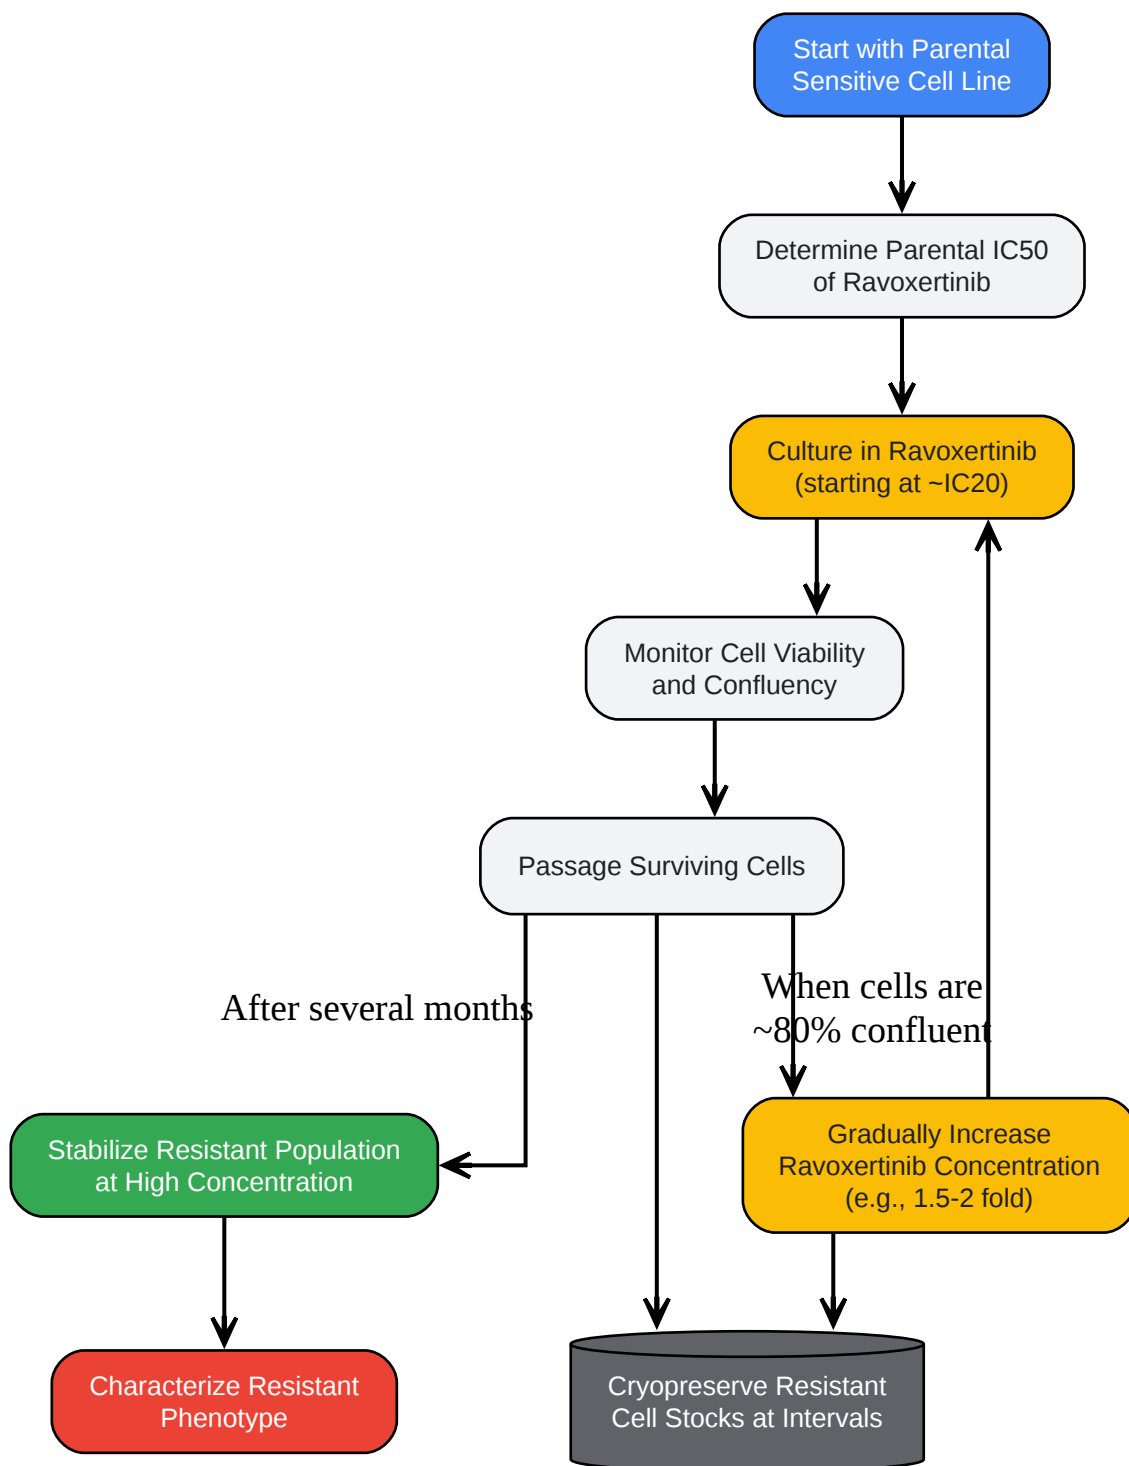 Start with Parental
Sensitive Cell Line
Determine Parental IC50
of Ravoxertinib
Culture in Ravoxertinib
(starting at ~IC20)
Monitor Cell Viability
and Confluency
Passage Surviving Cells
After several months
When cells are
~80% confluent
Stabilize Resistant Population
at High Concentration
Gradually Increase
Ravoxertinib Concentration
(e.g., 1.5-2 fold)
Characterize Resistant
Phenotype
Cryopreserve Resistant
Cell Stocks at Intervals